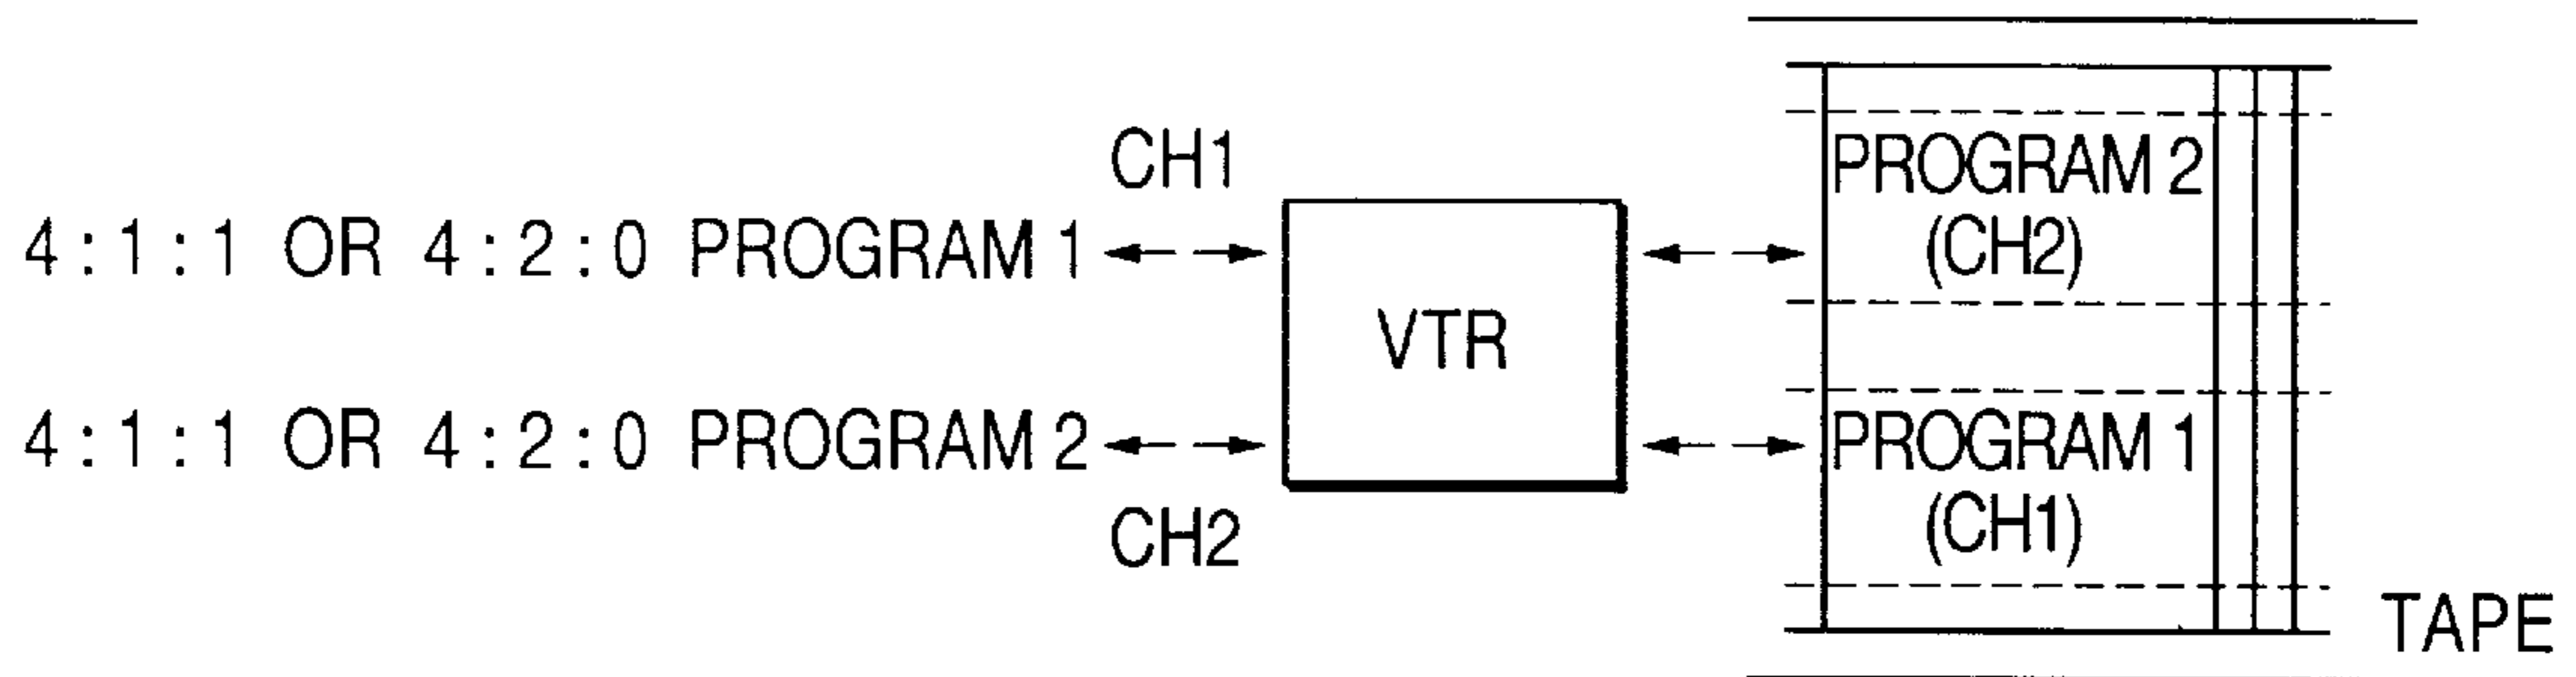 CH1
4 : 1 : 1 OR 4 : 2 : 0 PROGRAM 1
4 : 1 : 1 OR 4 : 2 : 0 PROGRAM 2
CH2
VTR
PROGRAM 2
(CH2)
PROGRAM 1
(CH1)
TAPE